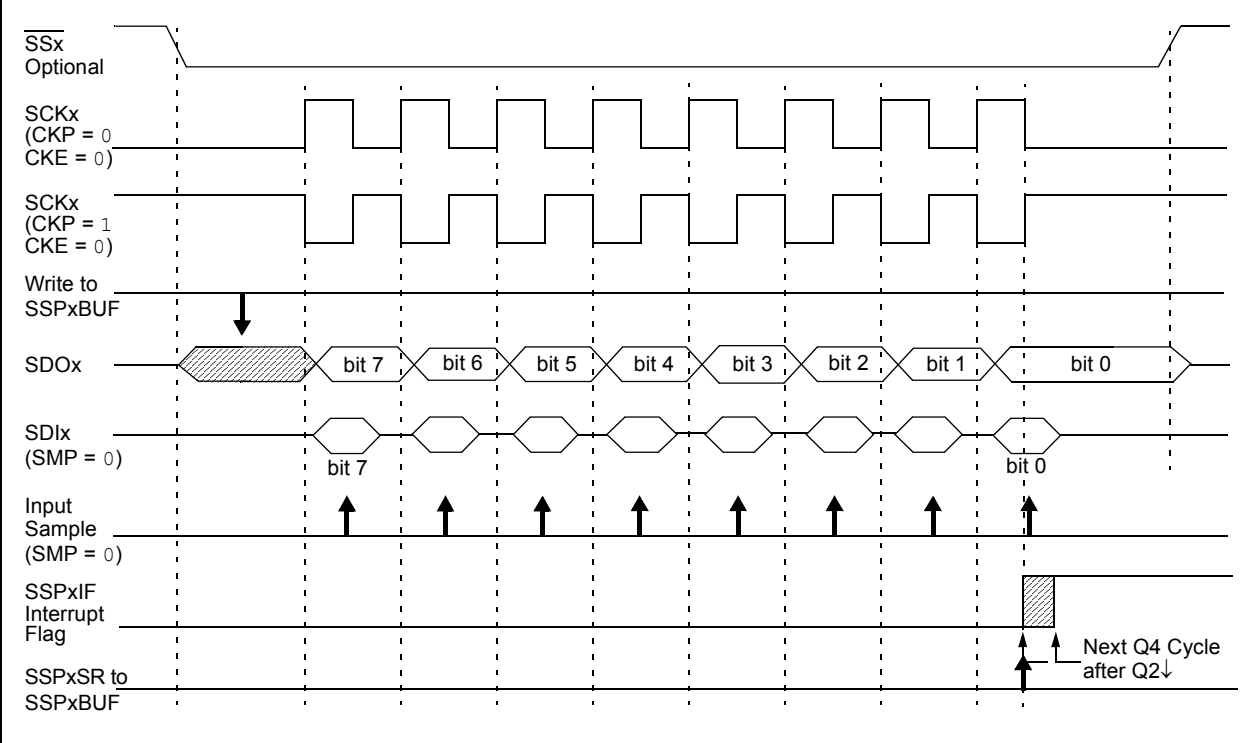 SSx
Optional
SCKx
(CKP = 0
CKE = 0)
SCKx
(CKP = 1
CKE = 0)
Write to
SSPxBUF
SDOx
bit 7
bit 6
bit 5
bit 4
bit 3
bit 2
bit 1
bit 0
SDIx
(SMP = 0)
bit 7
bit 0
Input
Sample
(SMP = 0)
SSPxIF
Interrupt
Flag
Next Q4 Cycle
after Q2↓
SSPxSR to
SSPxBUF